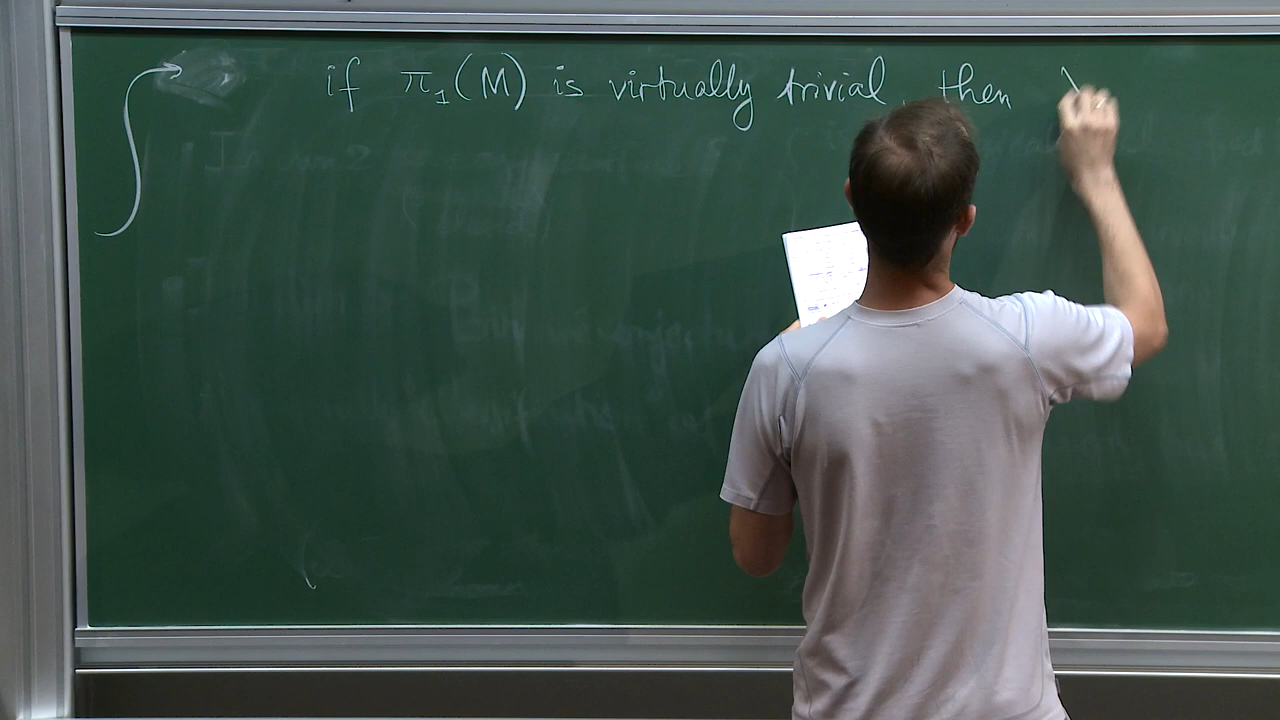 if π₁(M) is virtually trivial, then